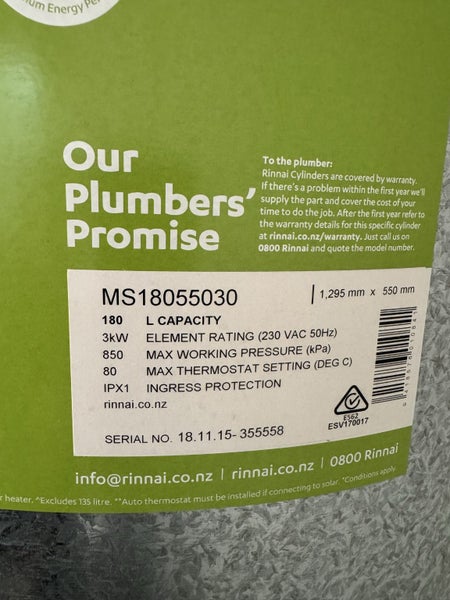 um Energy Per
Our
Plumbers'
Promise
To the plumber:
Rinnai Cylinders are covered by warranty.
If there's a problem within the first year we'll
supply the part and cover the cost of your
time to do the job. After the first year refer to
the warranty details for this specific cylinder
at rinnai.co.nz/warranty. Just call us on
0800 Rinnai and quote the model number.
MS18055030
1,295 mm x 550 mm
180 L CAPACITY
3kW ELEMENT RATING (230 VAC 50Hz)
850 MAX WORKING PRESSURE (kPa)
80 MAX THERMOSTAT SETTING (DEG C)
IPX1 INGRESS PROTECTION
rinnai.co.nz
ES62
ESV170017
SERIAL NO. 18.11.15- 355558
info@rinnai.co.nz | rinnai.co.nz | 0800 Rinnai
r heater. ^Excludes 135 litre. ^^Auto thermostat must be installed if connecting to solar. *Conditions apply.